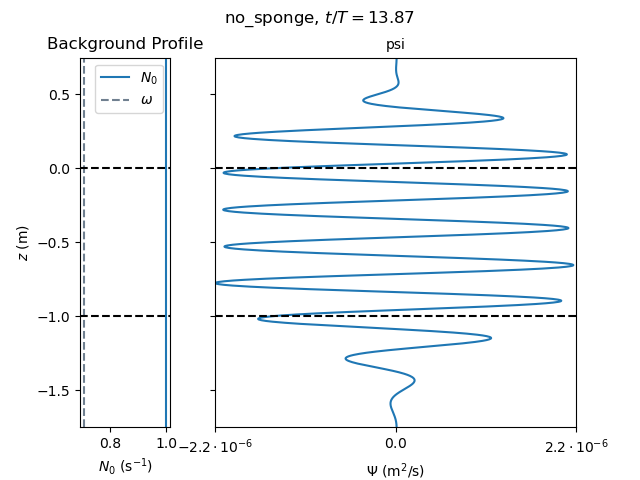 no_sponge, t/T = 13.87
Background Profile
psi
N₀
ω
0.5
0.0
−0.5
−1.0
−1.5
z (m)
0.8
1.0
−2.2 · 10⁻⁶
0.0
2.2 · 10⁻⁶
N₀ (s⁻¹)
Ψ (m²/s)